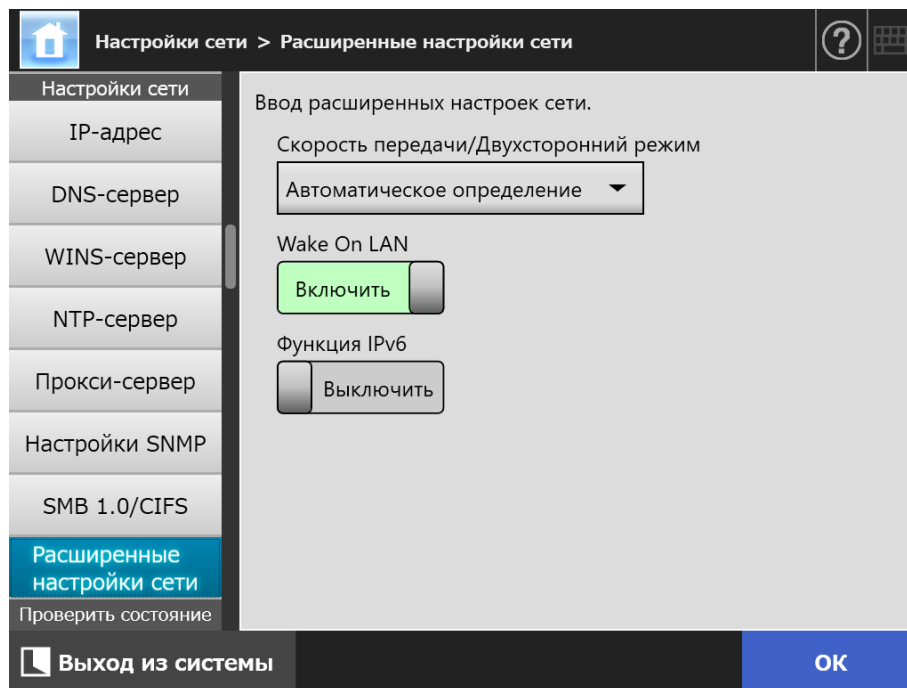 Настройки сети > Расширенные настройки сети
?
Настройки сети
IP-адрес
DNS-сервер
WINS-сервер
NTP-сервер
Прокси-сервер
Настройки SNMP
SMB 1.0/CIFS
Расширенные
настройки сети
Проверить состояние
Ввод расширенных настроек сети.
Скорость передачи/Двухсторонний режим
Автоматическое определение
Wake On LAN
Включить
Функция IPv6
Выключить
Выход из системы
ОК